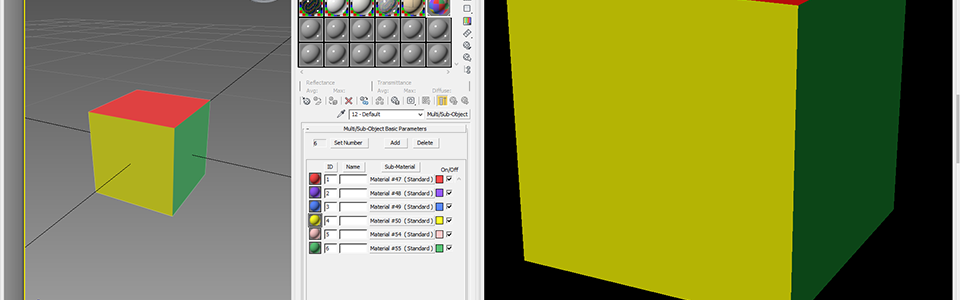 Reflectance Transmittance
Avg: Max: Avg: Max: Diffuse:
12 - Default Multi/Sub-Object
- Multi/Sub-Object Basic Parameters
6 Set Number Add Delete
ID Name Sub-Material On/Off
1 Material #47 ( Standard )
2 Material #48 ( Standard )
3 Material #49 ( Standard )
4 Material #50 ( Standard )
5 Material #54 ( Standard )
6 Material #55 ( Standard )